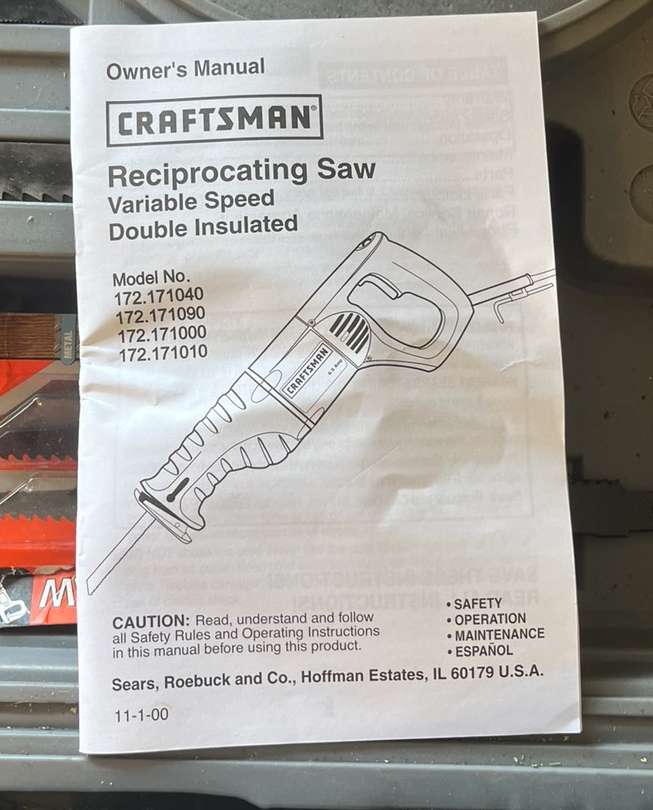 Owner's Manual
CRAFTSMAN®
Reciprocating Saw
Variable Speed
Double Insulated
Model No.
172.171040
172.171090
172.171000
172.171010
CRAFTSMAN
METAL
CAUTION: Read, understand and follow
all Safety Rules and Operating Instructions
in this manual before using this product.
• SAFETY
• OPERATION
• MAINTENANCE
• ESPAÑOL
Sears, Roebuck and Co., Hoffman Estates, IL 60179 U.S.A.
11-1-00